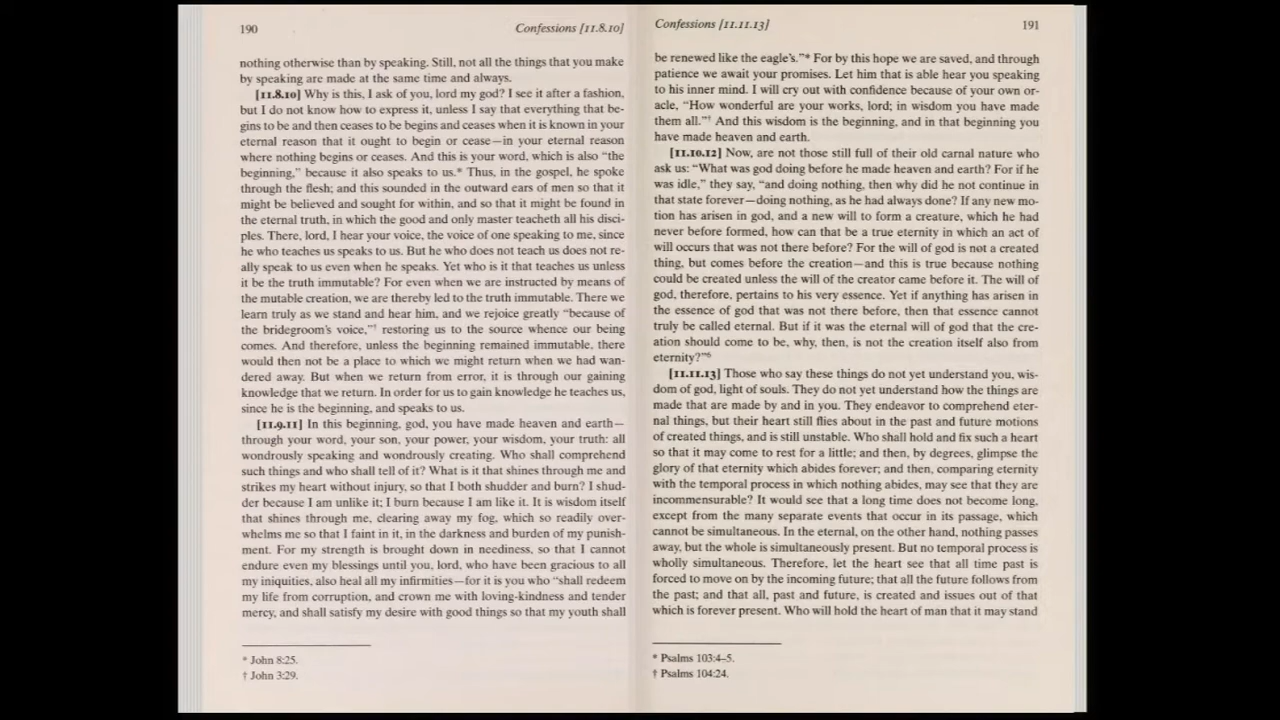 190
Confessions [11.8.10]
nothing otherwise than by speaking. Still, not all the things that you make
by speaking are made at the same time and always.
[11.8.10] Why is this, I ask of you, lord my god? I see it after a fashion,
but I do not know how to express it, unless I say that everything that be-
gins to be and then ceases to be begins and ceases when it is known in your
eternal reason that it ought to begin or cease—in your eternal reason
where nothing begins or ceases. And this is your word, which is also “the
beginning,” because it also speaks to us.* Thus, in the gospel, he spoke
through the flesh; and this sounded in the outward ears of men so that it
might be believed and sought for within, and so that it might be found in
the eternal truth, in which the good and only master teacheth all his disci-
ples. There, lord, I hear your voice, the voice of one speaking to me, since
he who teaches us speaks to us. But he who does not teach us does not re-
ally speak to us even when he speaks. Yet who is it that teaches us unless
it be the truth immutable? For even when we are instructed by means of
the mutable creation, we are thereby led to the truth immutable. There we
learn truly as we stand and hear him, and we rejoice greatly “because of
the bridegroom's voice,”† restoring us to the source whence our being
comes. And therefore, unless the beginning remained immutable, there
would then not be a place to which we might return when we had wan-
dered away. But when we return from error, it is through our gaining
knowledge that we return. In order for us to gain knowledge he teaches us,
since he is the beginning, and speaks to us.
[11.9.11] In this beginning, god, you have made heaven and earth—
through your word, your son, your power, your wisdom, your truth: all
wondrously speaking and wondrously creating. Who shall comprehend
such things and who shall tell of it? What is it that shines through me and
strikes my heart without injury, so that I both shudder and burn? I shud-
der because I am unlike it; I burn because I am like it. It is wisdom itself
that shines through me, clearing away my fog, which so readily over-
whelms me so that I faint in it, in the darkness and burden of my punish-
ment. For my strength is brought down in neediness, so that I cannot
endure even my blessings until you, lord, who have been gracious to all
my iniquities, also heal all my infirmities—for it is you who “shall redeem
my life from corruption, and crown me with loving-kindness and tender
mercy, and shall satisfy my desire with good things so that my youth shall
* John 8:25.
† John 3:29.
Confessions [11.11.13]
191
be renewed like the eagle's.”* For by this hope we are saved, and through
patience we await your promises. Let him that is able hear you speaking
to his inner mind. I will cry out with confidence because of your own or-
acle, “How wonderful are your works, lord; in wisdom you have made
them all.”† And this wisdom is the beginning, and in that beginning you
have made heaven and earth.
[11.10.12] Now, are not those still full of their old carnal nature who
ask us: “What was god doing before he made heaven and earth? For if he
was idle,” they say, “and doing nothing, then why did he not continue in
that state forever—doing nothing, as he had always done? If any new mo-
tion has arisen in god, and a new will to form a creature, which he had
never before formed, how can that be a true eternity in which an act of
will occurs that was not there before? For the will of god is not a created
thing, but comes before the creation—and this is true because nothing
could be created unless the will of the creator came before it. The will of
god, therefore, pertains to his very essence. Yet if anything has arisen in
the essence of god that was not there before, then that essence cannot
truly be called eternal. But if it was the eternal will of god that the cre-
ation should come to be, why, then, is not the creation itself also from
eternity?”
[11.11.13] Those who say these things do not yet understand you, wis-
dom of god, light of souls. They do not yet understand how the things are
made that are made by and in you. They endeavor to comprehend eter-
nal things, but their heart still flies about in the past and future motions
of created things, and is still unstable. Who shall hold and fix such a heart
so that it may come to rest for a little; and then, by degrees, glimpse the
glory of that eternity which abides forever; and then, comparing eternity
with the temporal process in which nothing abides, may see that they are
incommensurable? It would see that a long time does not become long,
except from the many separate events that occur in its passage, which
cannot be simultaneous. In the eternal, on the other hand, nothing passes
away, but the whole is simultaneously present. But no temporal process is
wholly simultaneous. Therefore, let the heart see that all time past is
forced to move on by the incoming future; that all the future follows from
the past; and that all, past and future, is created and issues out of that
which is forever present. Who will hold the heart of man that it may stand
* Psalms 103:4–5.
† Psalms 104:24.